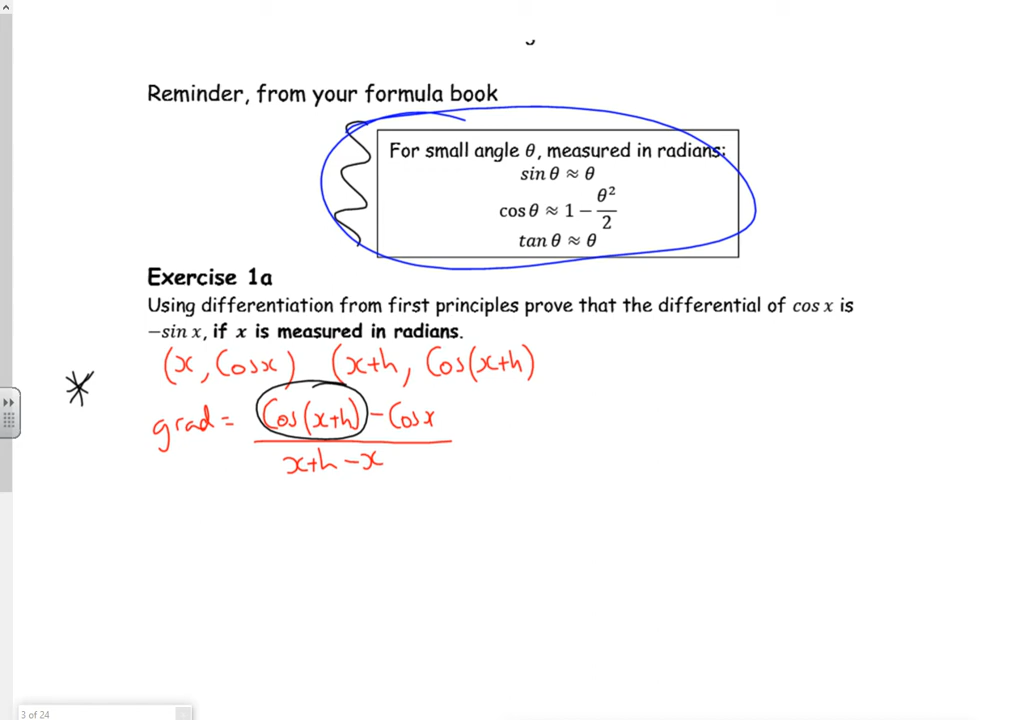 Reminder, from your formula book
For small angle θ, measured in radians:
sin θ ≈ θ
cos θ ≈ 1 − θ²/2
tan θ ≈ θ
Exercise 1a
Using differentiation from first principles prove that the differential of cos x is
−sin x, if x is measured in radians.
(x, Cosx) (x+h, Cos(x+h))
grad = (Cos(x+h) − Cosx)/(x+h − x)
3 of 24